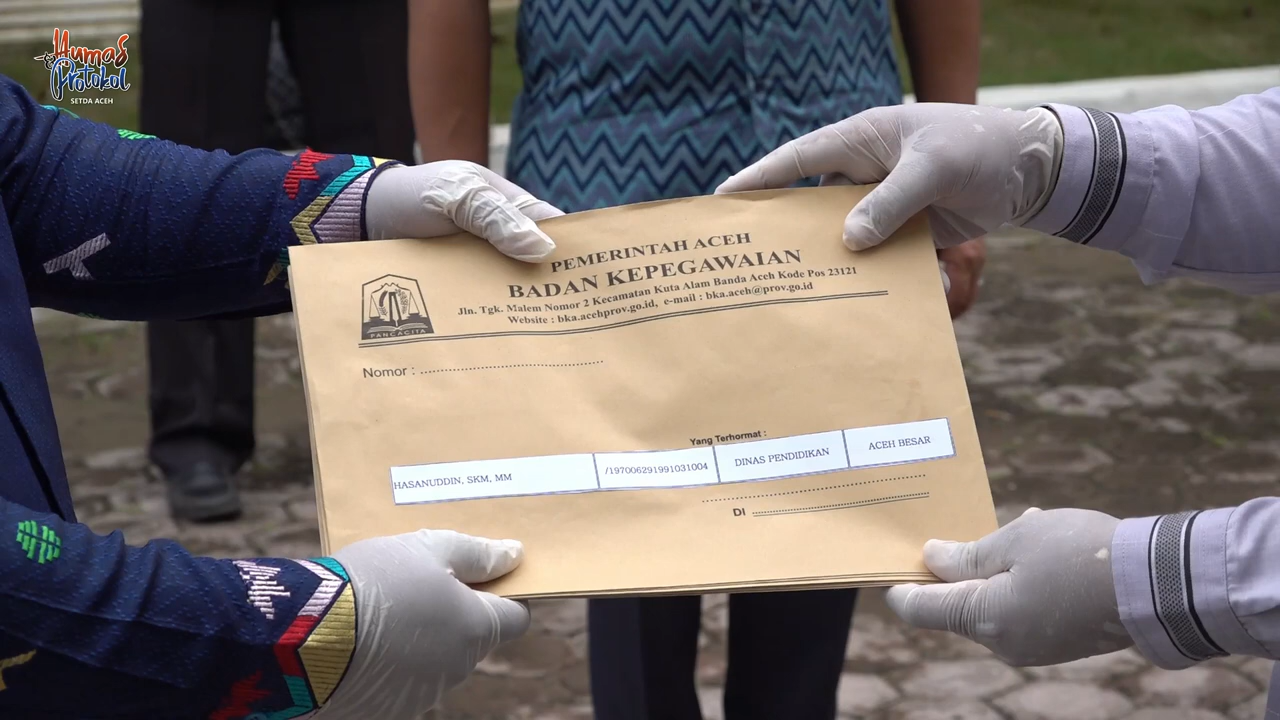 Humas
Protokol
SETDA ACEH
PEMERINTAH ACEH
BADAN KEPEGAWAIAN
Jln. Tgk. Malem Nomor 2 Kecamatan Kuta Alam Banda Aceh Kode Pos 23121
Website : bka.acehprov.go.id, e-mail : bka.aceh@prov.go.id
PANCACITA
Nomor : ............................................
Yang Terhormat :
HASANUDDIN, SKM, MM /197006291991031004 DINAS PENDIDIKAN ACEH BESAR
DI